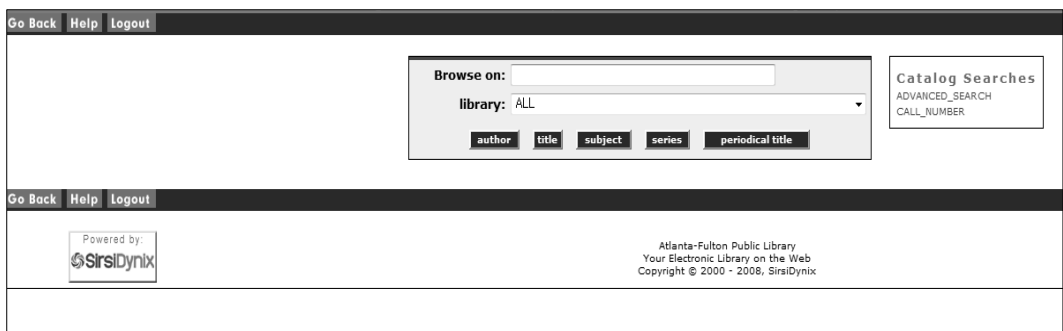 Go Back Help Logout
Browse on:
library: ALL
author title subject series periodical title
Catalog Searches
ADVANCED_SEARCH
CALL_NUMBER
Go Back Help Logout
Powered by:
SirsiDynix
Atlanta-Fulton Public Library
Your Electronic Library on the Web
Copyright © 2000 - 2008, SirsiDynix